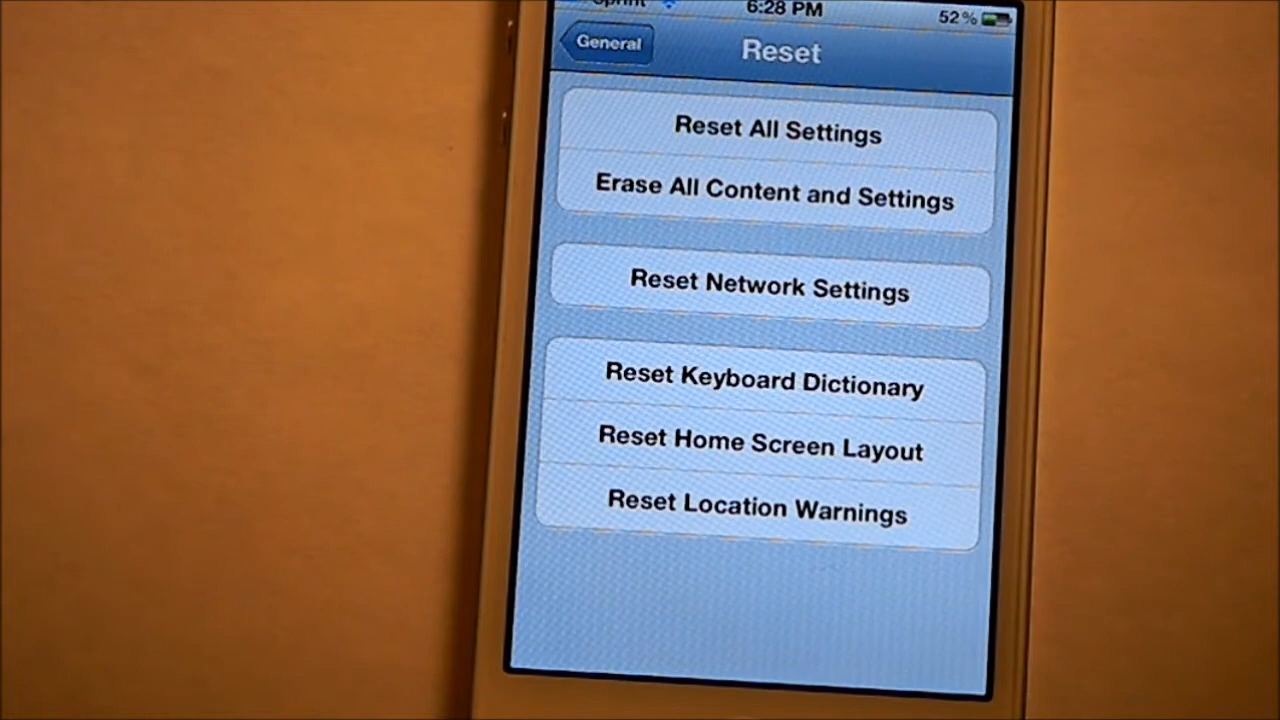 Sprint 6:28 PM 52%
General Reset
Reset All Settings
Erase All Content and Settings
Reset Network Settings
Reset Keyboard Dictionary
Reset Home Screen Layout
Reset Location Warnings